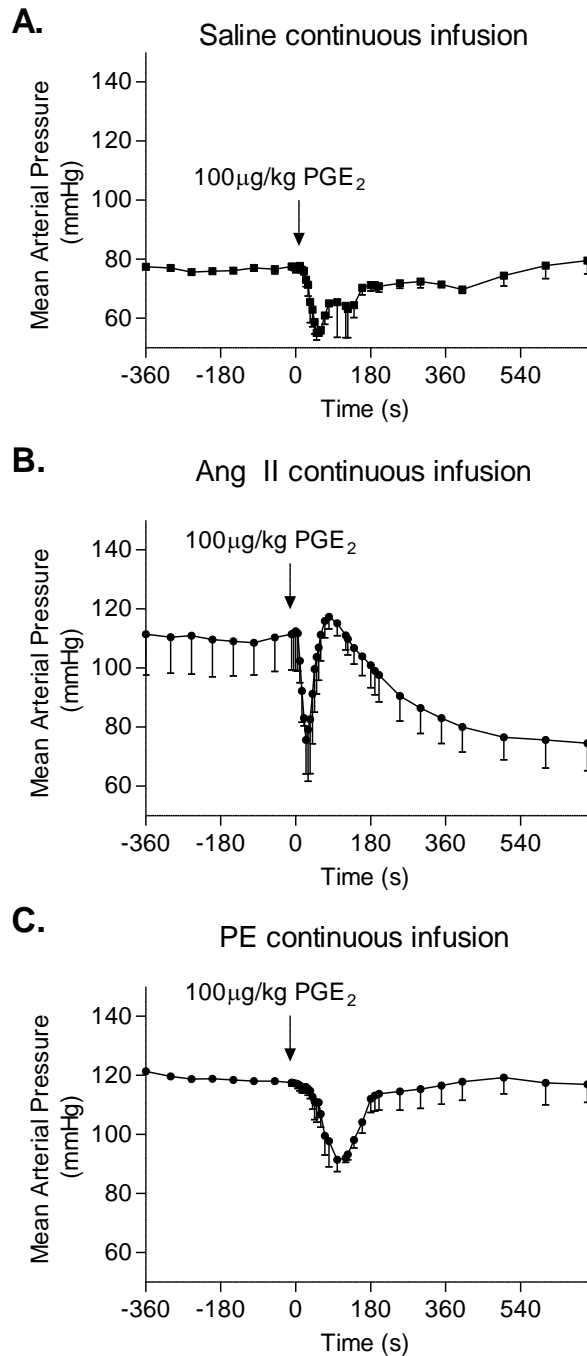 A.
Saline continuous infusion
140
120
100
80
60
Mean Arterial Pressure
(mmHg)
100μg/kg PGE₂
-360 -180 0 180 360 540
Time (s)
B.
Ang II continuous infusion
140
120
100
80
60
Mean Arterial Pressure
(mmHg)
100μg/kg PGE₂
-360 -180 0 180 360 540
Time (s)
C.
PE continuous infusion
140
120
100
80
60
Mean Arterial Pressure
(mmHg)
100μg/kg PGE₂
-360 -180 0 180 360 540
Time (s)